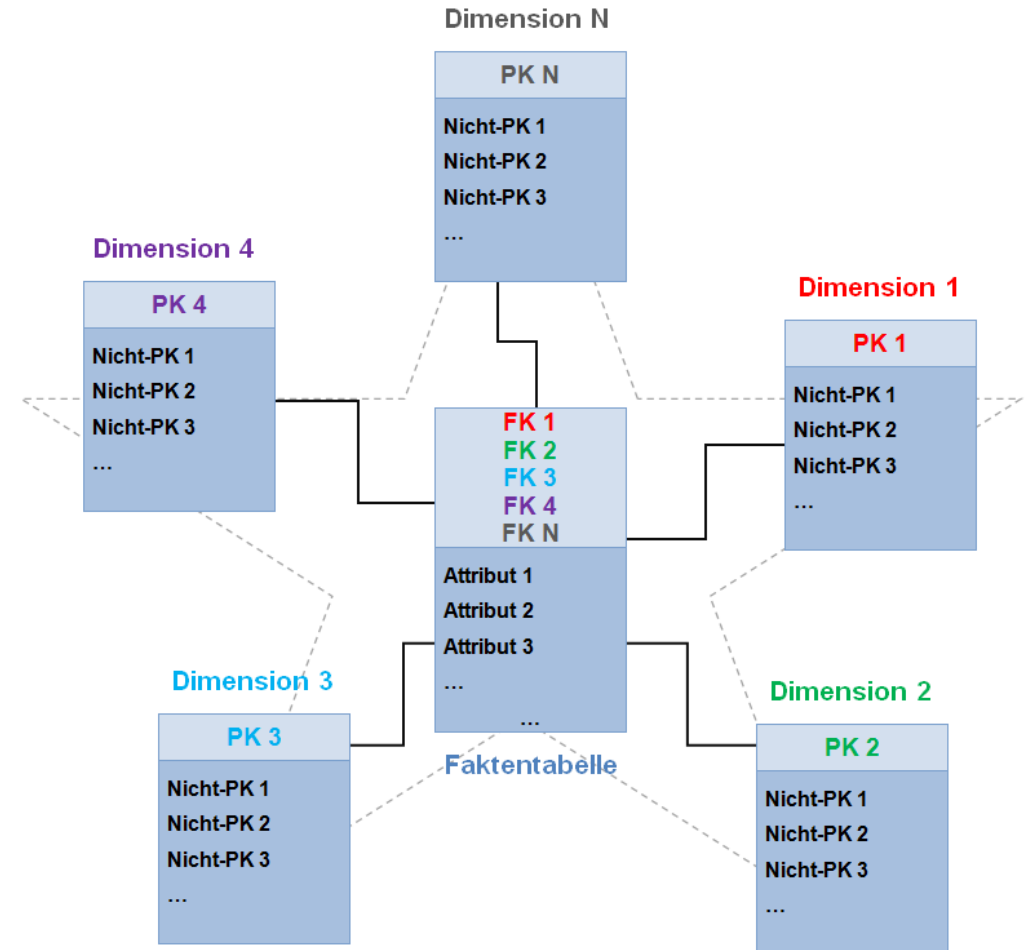 Dimension N
PK N
Nicht-PK 1
Nicht-PK 2
Nicht-PK 3
...
Dimension 4
PK 4
Nicht-PK 1
Nicht-PK 2
Nicht-PK 3
...
Dimension 1
PK 1
Nicht-PK 1
Nicht-PK 2
Nicht-PK 3
...
FK 1
FK 2
FK 3
FK 4
FK N
Attribut 1
Attribut 2
Attribut 3
...
...
Faktentabelle
Dimension 3
PK 3
Nicht-PK 1
Nicht-PK 2
Nicht-PK 3
...
Dimension 2
PK 2
Nicht-PK 1
Nicht-PK 2
Nicht-PK 3
...